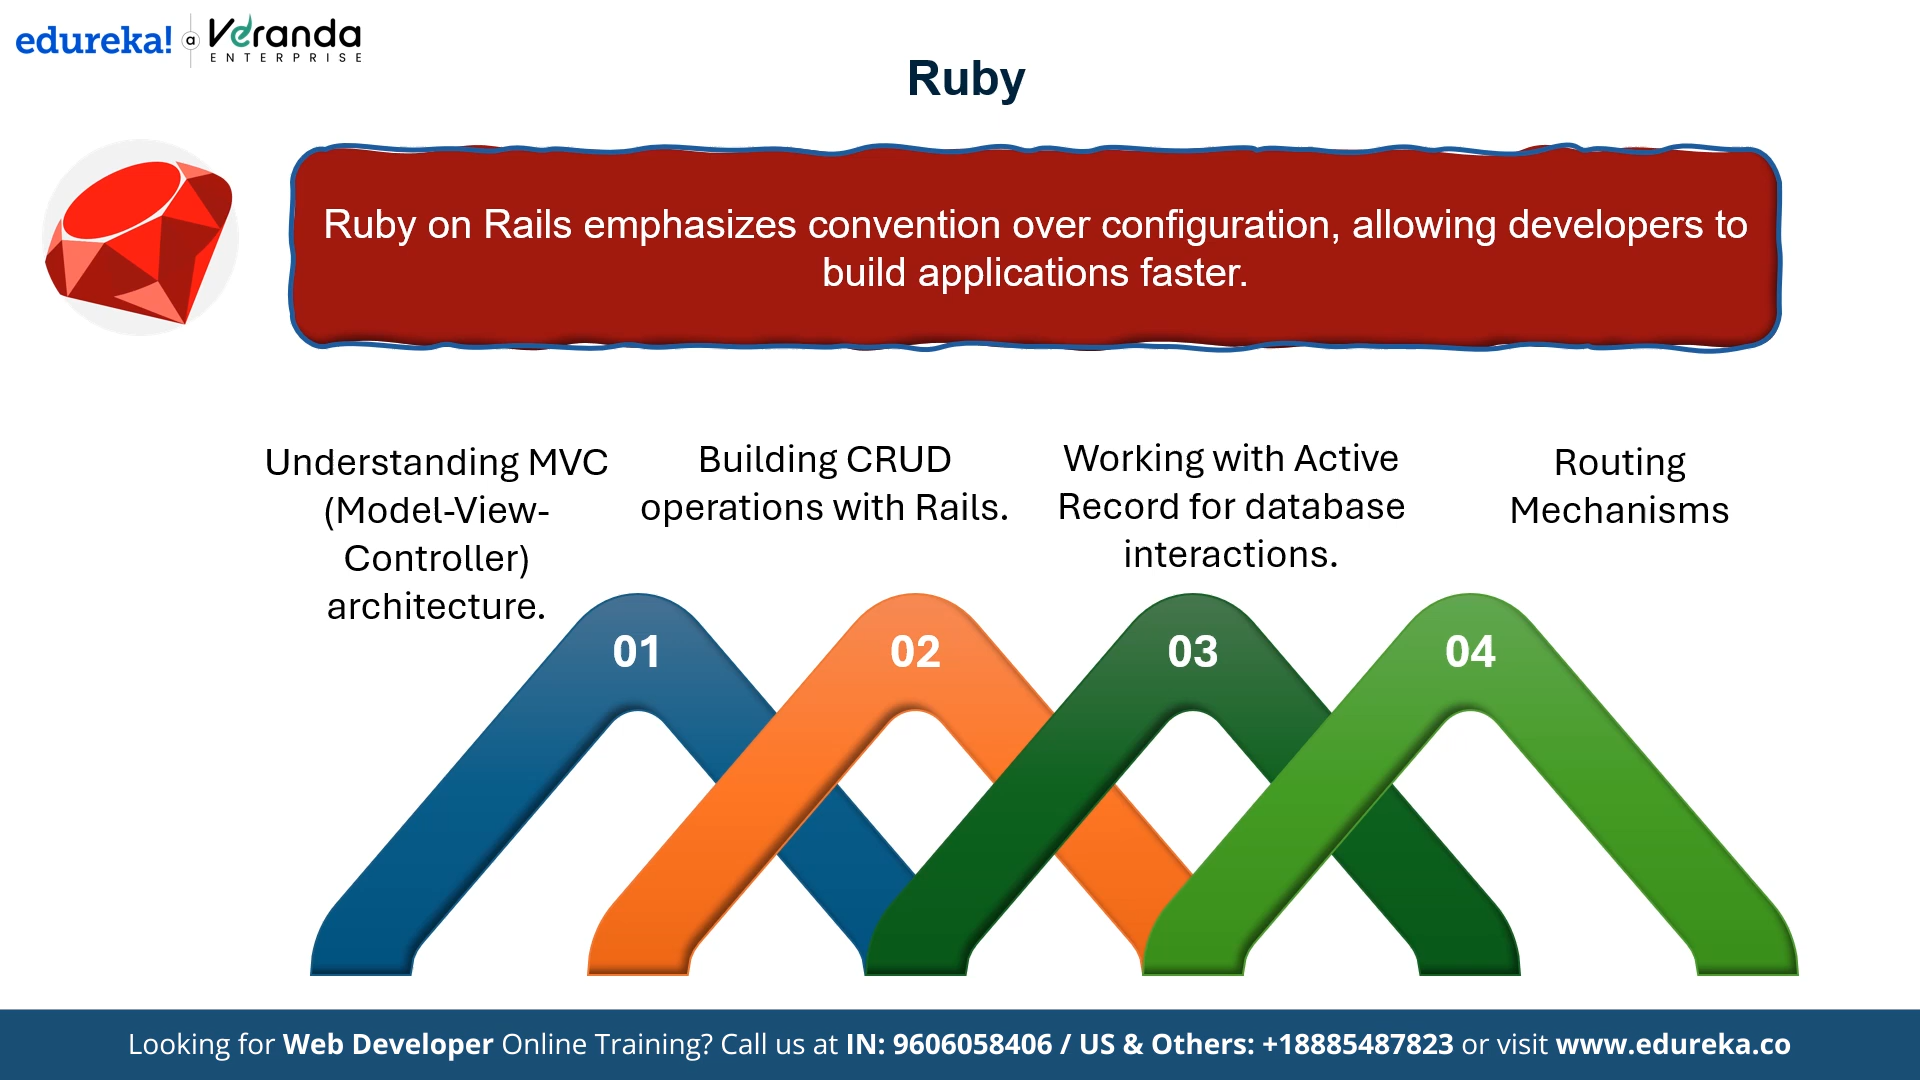 edureka! a Veranda
ENTERPRISE
Ruby
Ruby on Rails emphasizes convention over configuration, allowing developers to
build applications faster.
Understanding MVC
(Model-View-
Controller)
architecture.
Building CRUD
operations with Rails.
Working with Active
Record for database
interactions.
Routing
Mechanisms
01
02
03
04
Looking for Web Developer Online Training? Call us at IN: 9606058406 / US & Others: +18885487823 or visit www.edureka.co